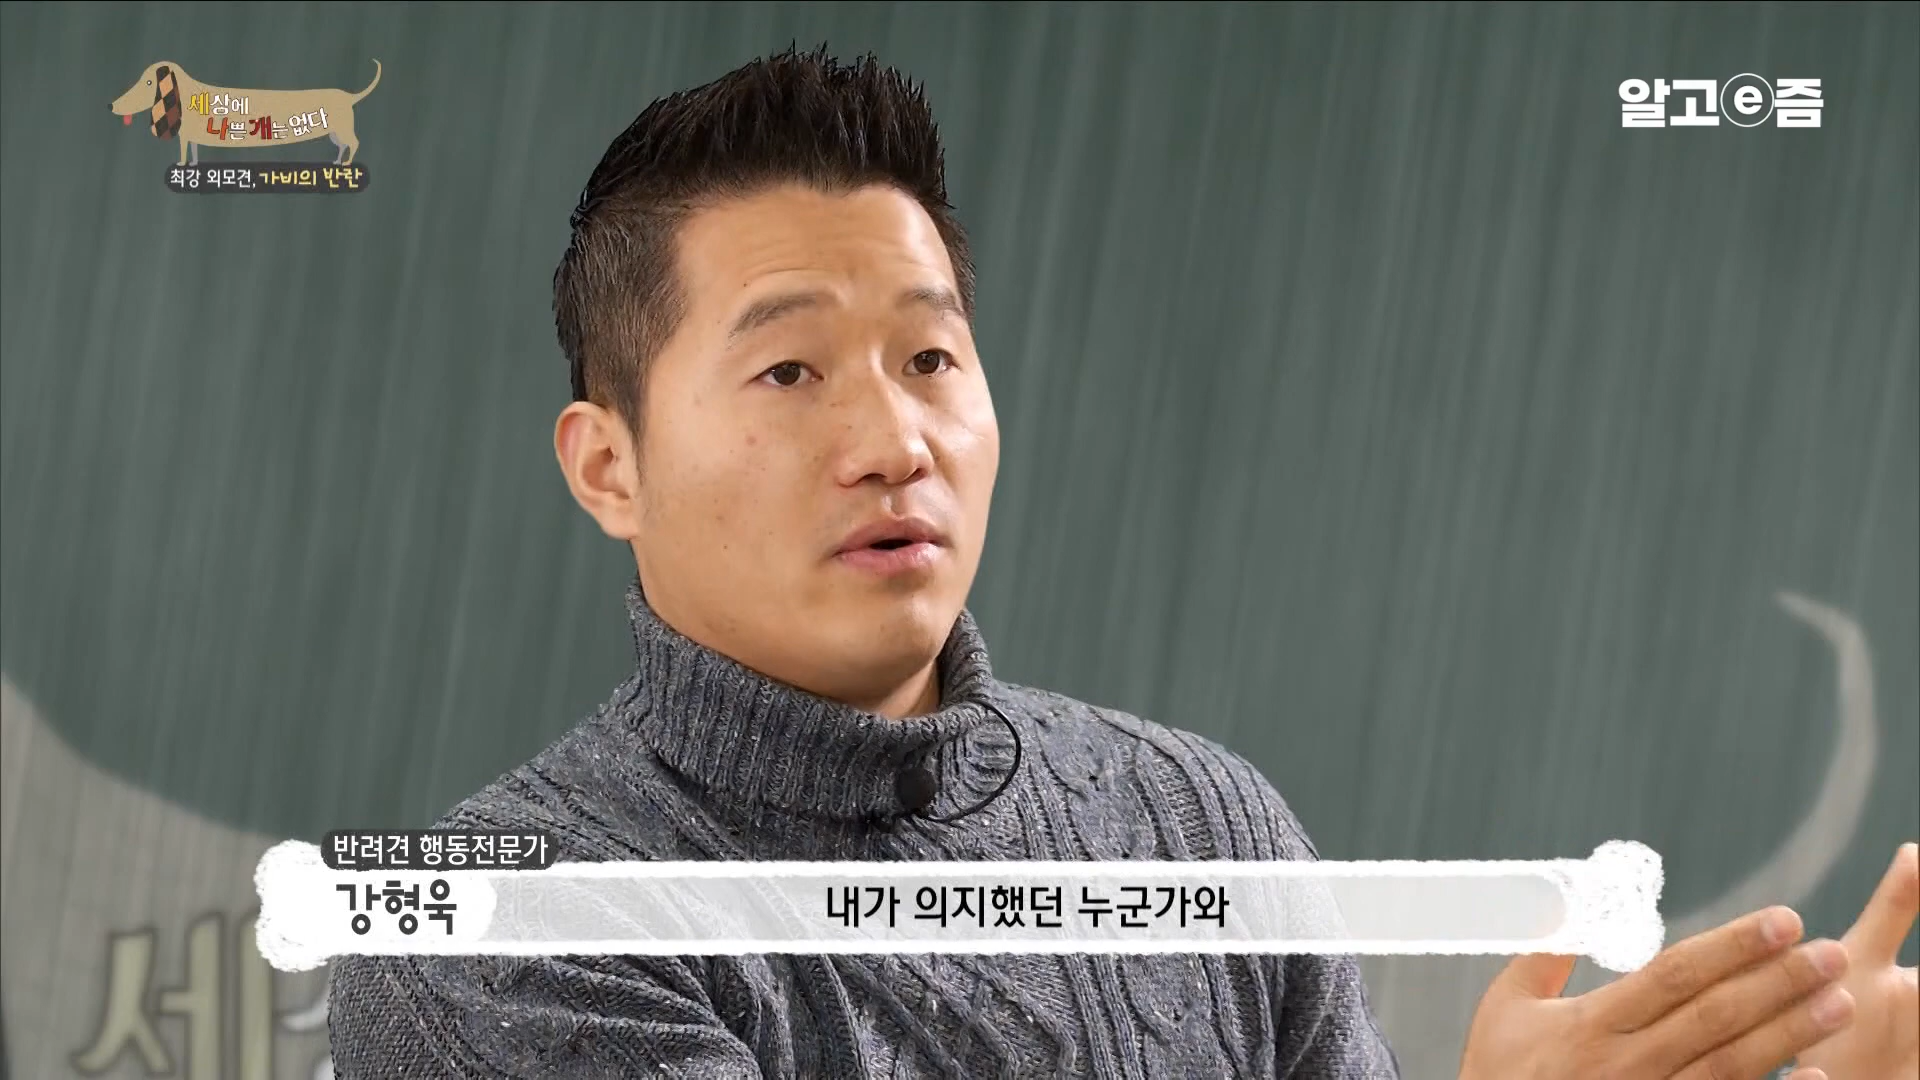 세상에
나쁜 개는 없다
최강 외모견, 가비의 반란
알고e즘
반려견 행동전문가
강형욱
내가 의지했던 누군가와
세